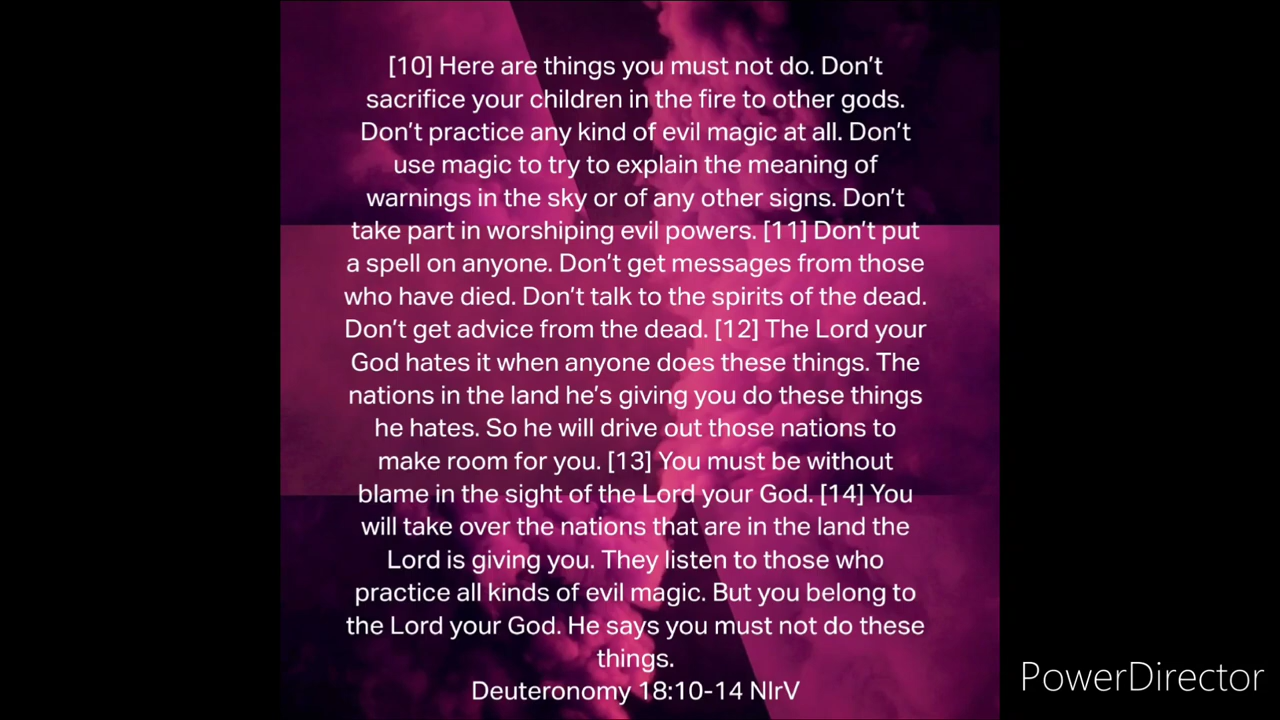 [10] Here are things you must not do. Don't
sacrifice your children in the fire to other gods.
Don't practice any kind of evil magic at all. Don't
use magic to try to explain the meaning of
warnings in the sky or of any other signs. Don't
take part in worshiping evil powers. [11] Don't put
a spell on anyone. Don't get messages from those
who have died. Don't talk to the spirits of the dead.
Don't get advice from the dead. [12] The Lord your
God hates it when anyone does these things. The
nations in the land he's giving you do these things
he hates. So he will drive out those nations to
make room for you. [13] You must be without
blame in the sight of the Lord your God. [14] You
will take over the nations that are in the land the
Lord is giving you. They listen to those who
practice all kinds of evil magic. But you belong to
the Lord your God. He says you must not do these
things.
Deuteronomy 18:10-14 NIrV
PowerDirector